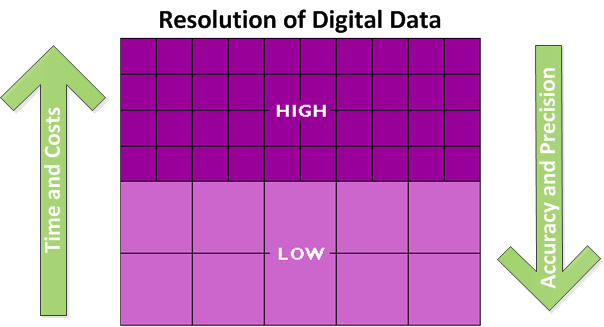 Resolution of Digital Data
Time and Costs
HIGH
LOW
Accuracy and Precision